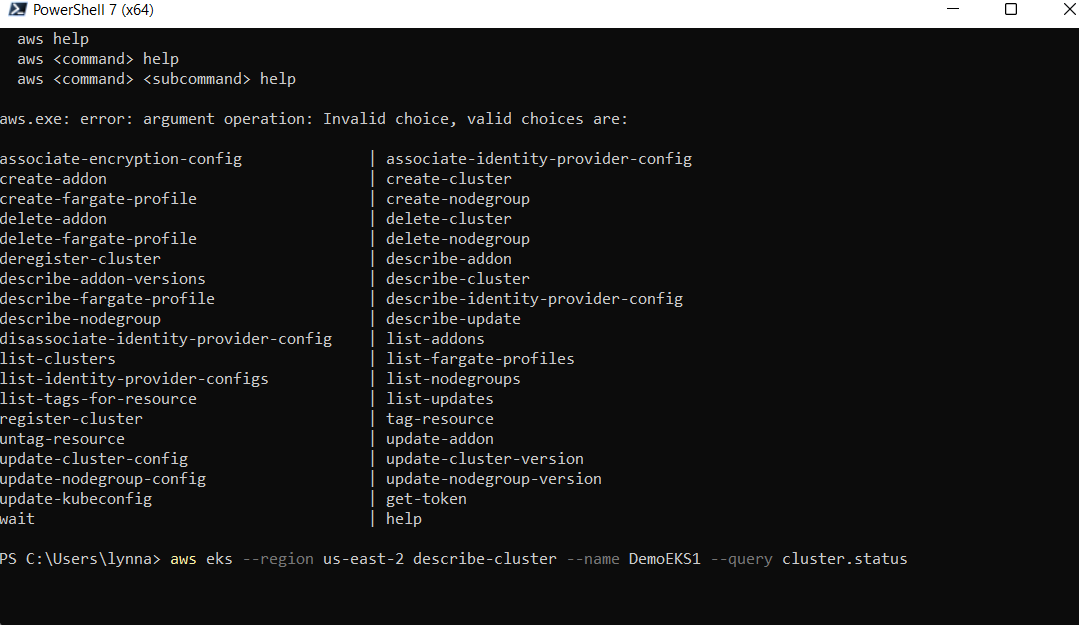 PowerShell 7 (x64)
aws help
aws <command> help
aws <command> <subcommand> help
aws.exe: error: argument operation: Invalid choice, valid choices are:
associate-encryption-config | associate-identity-provider-config
create-addon | create-cluster
create-fargate-profile | create-nodegroup
delete-addon | delete-cluster
delete-fargate-profile | delete-nodegroup
deregister-cluster | describe-addon
describe-addon-versions | describe-cluster
describe-fargate-profile | describe-identity-provider-config
describe-nodegroup | describe-update
disassociate-identity-provider-config | list-addons
list-clusters | list-fargate-profiles
list-identity-provider-configs | list-nodegroups
list-tags-for-resource | list-updates
register-cluster | tag-resource
untag-resource | update-addon
update-cluster-config | update-cluster-version
update-nodegroup-config | update-nodegroup-version
update-kubeconfig | get-token
wait | help
PS C:\Users\lynna> aws eks --region us-east-2 describe-cluster --name DemoEKS1 --query cluster.status